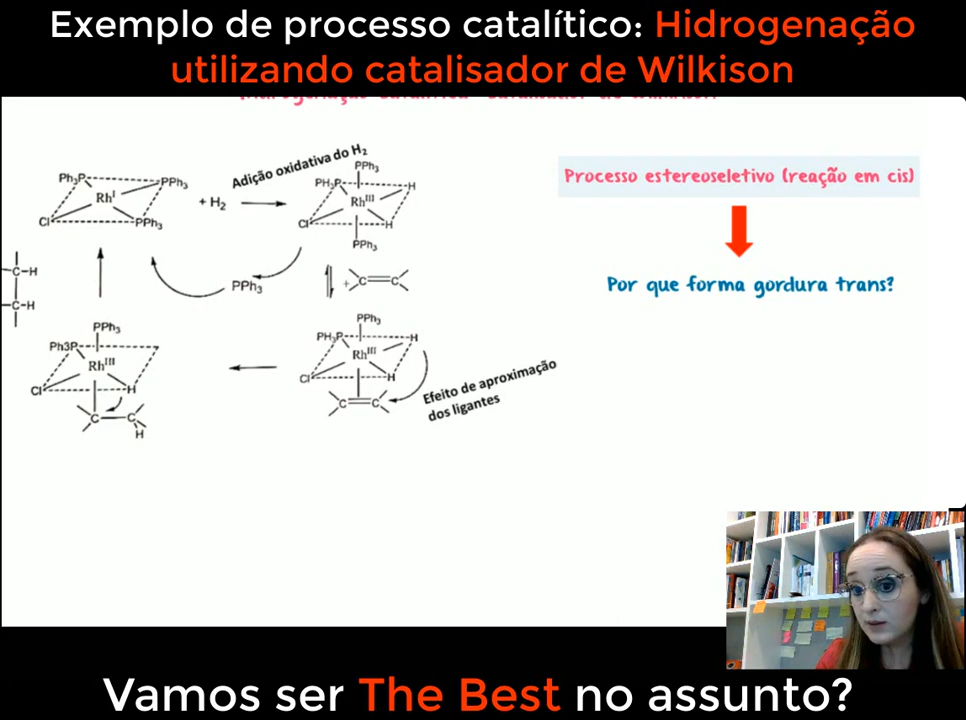 Exemplo de processo catalítico: Hidrogenação
utilizando catalisador de Wilkison
Adição oxidativa do H2
Ph3P
PPh3
RhI
Cl
PPh3
+ H2
PPh3
PH3P
H
RhIII
Cl
H
PPh3
Processo estereoseletivo (reação em cis)
Por que forma gordura trans?
C-H
C-H
PPh3
+ C=C
PPh3
Ph3P
RhIII
Cl
H
C-C
H
PPh3
PH3P
H
RhIII
Cl
H
C=C
Efeito de aproximação
dos ligantes
Vamos ser The Best no assunto?